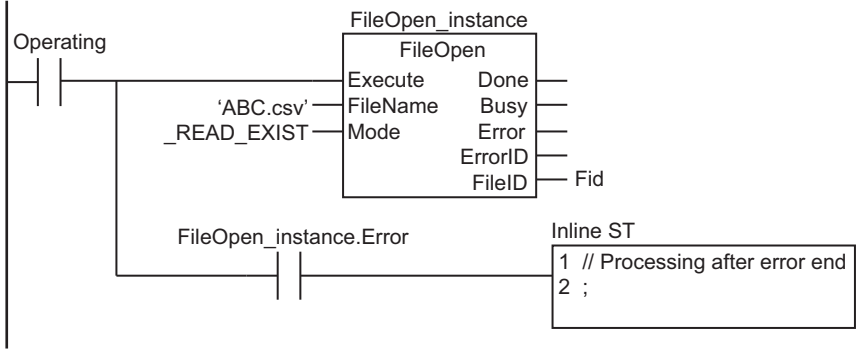 FileOpen_instance
Operating
FileOpen
Execute Done
'ABC.csv' FileName Busy
_READ_EXIST Mode Error
ErrorID
FileID Fid
FileOpen_instance.Error
Inline ST
1 // Processing after error end
2 ;